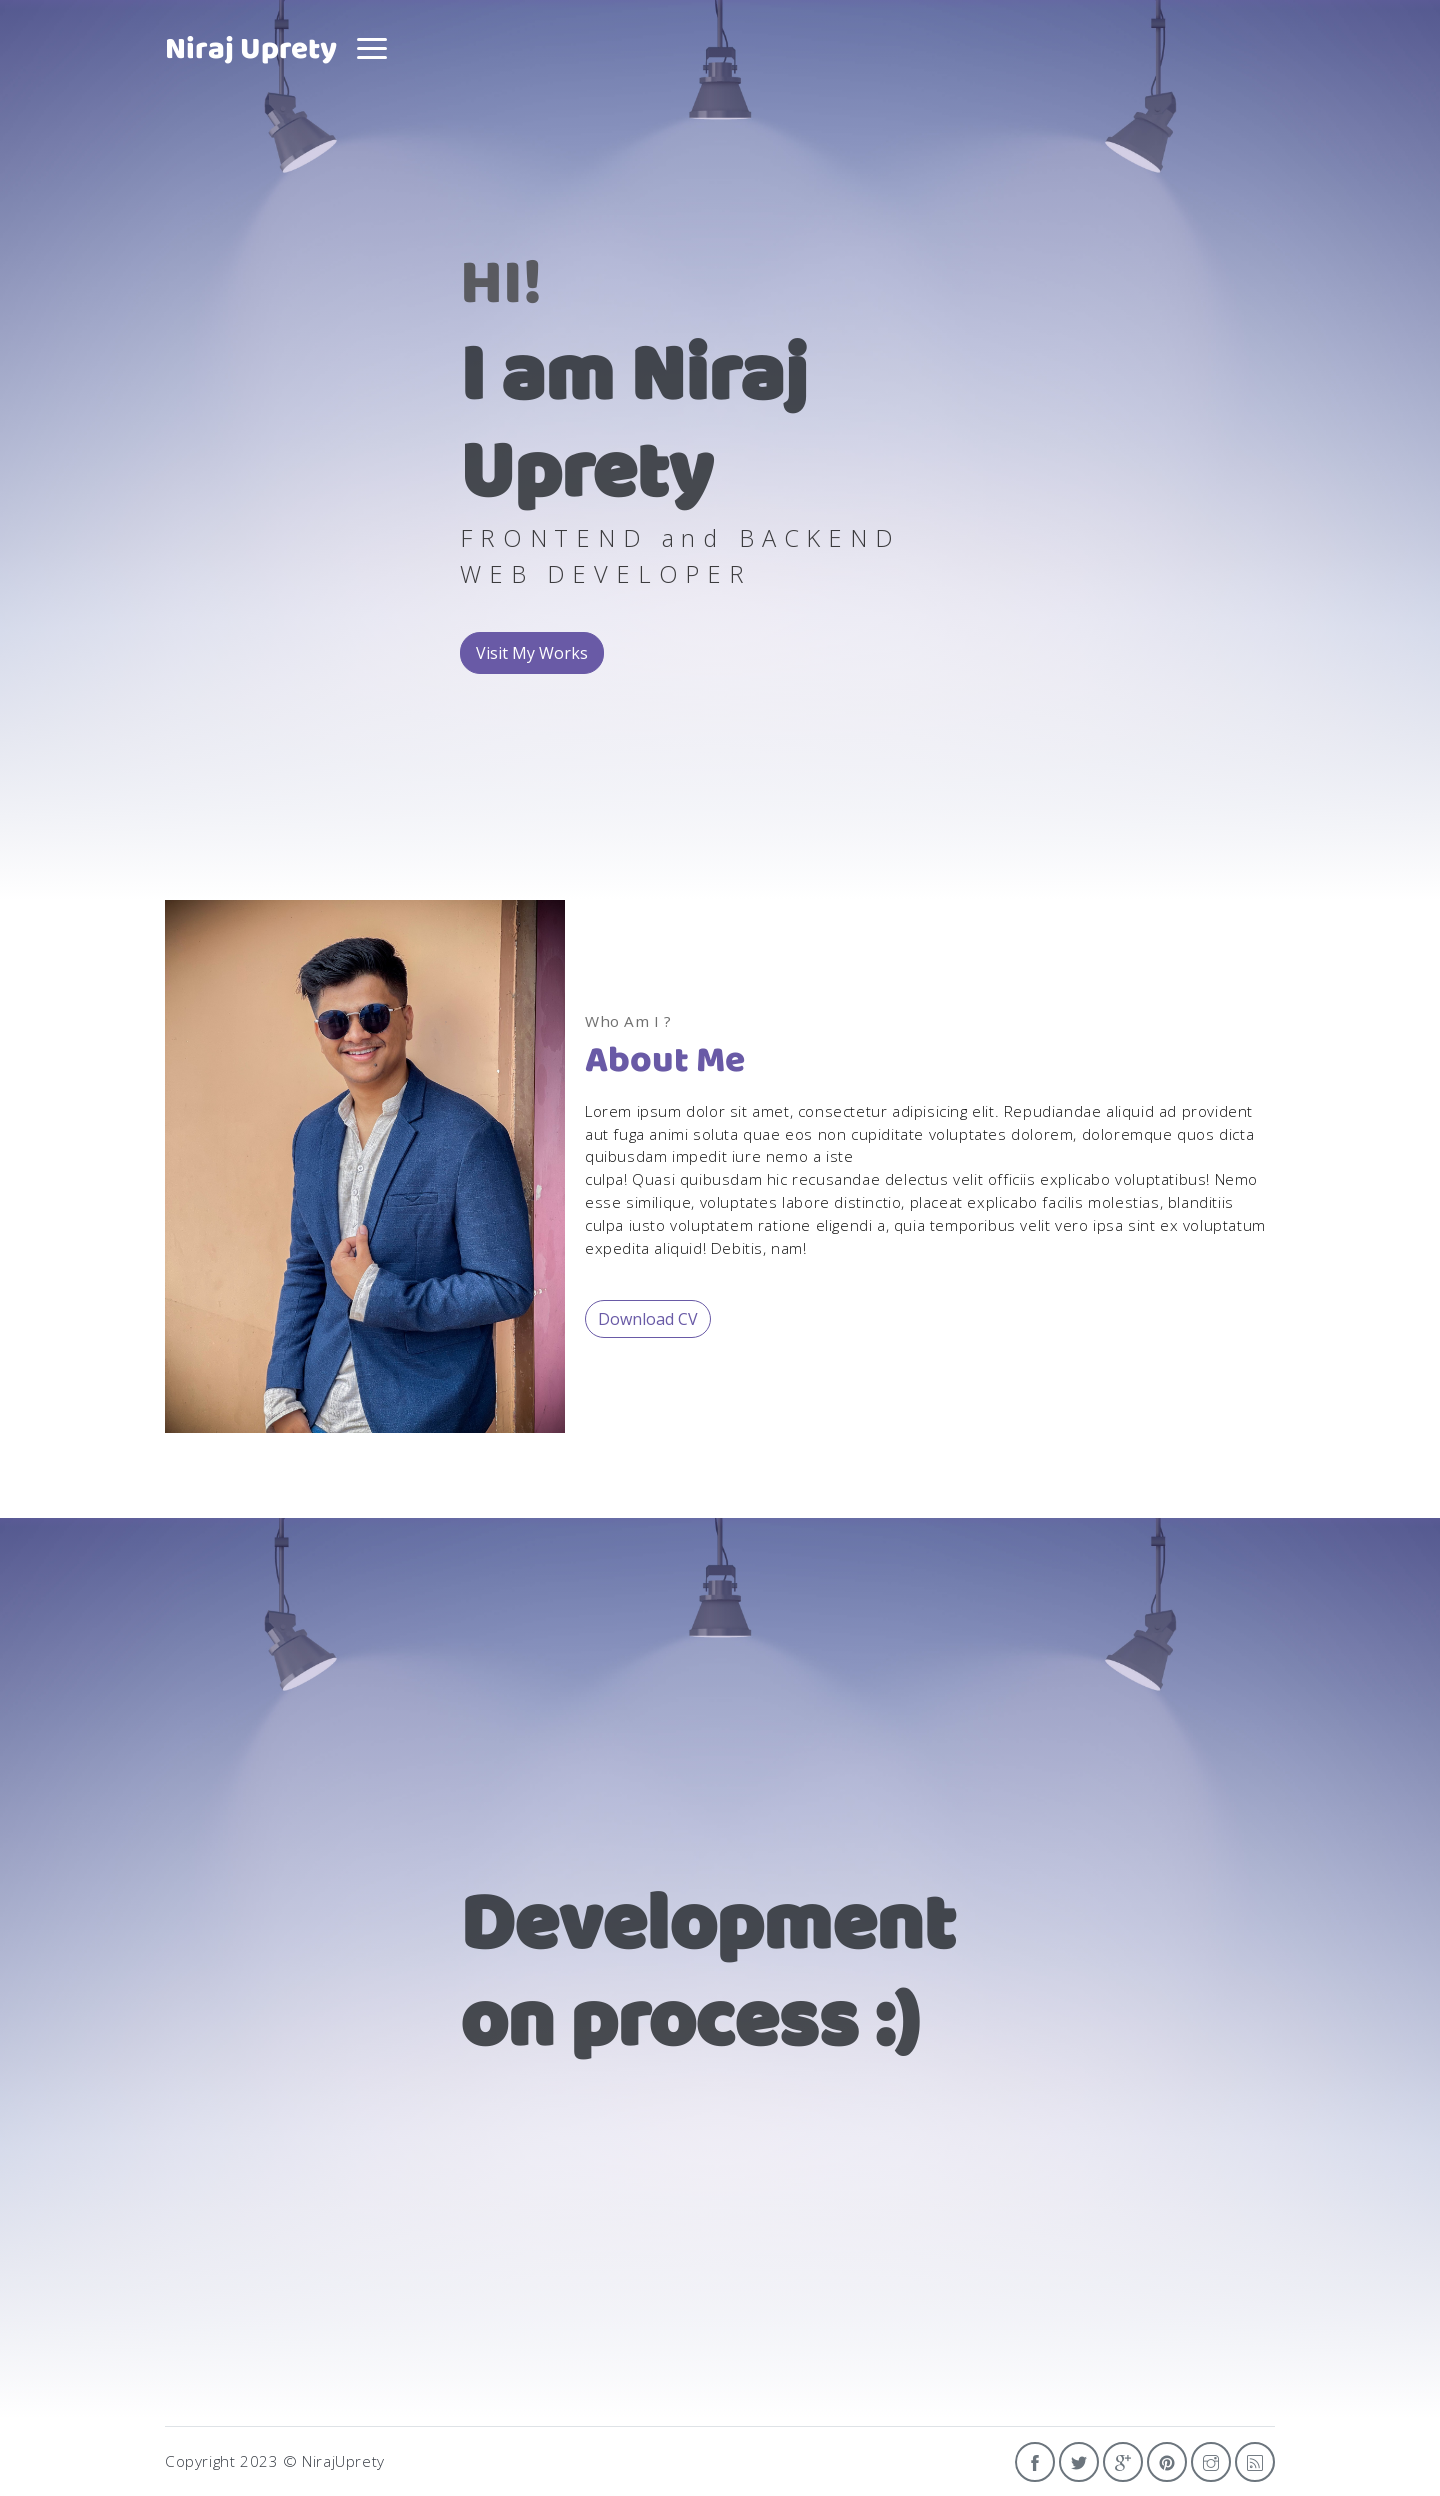 Niraj Uprety
HI!
I am Niraj
Uprety
FRONTEND and BACKEND
WEB DEVELOPER
Visit My Works
Who Am I ?
About Me
Lorem ipsum dolor sit amet, consectetur adipisicing elit. Repudiandae aliquid ad provident
aut fuga animi soluta quae eos non cupiditate voluptates dolorem, doloremque quos dicta
quibusdam impedit iure nemo a iste
culpa! Quasi quibusdam hic recusandae delectus velit officiis explicabo voluptatibus! Nemo
esse similique, voluptates labore distinctio, placeat explicabo facilis molestias, blanditiis
culpa iusto voluptatem ratione eligendi a, quia temporibus velit vero ipsa sint ex voluptatum
expedita aliquid! Debitis, nam!
Download CV
Development
on process :)
Copyright 2023 © NirajUprety